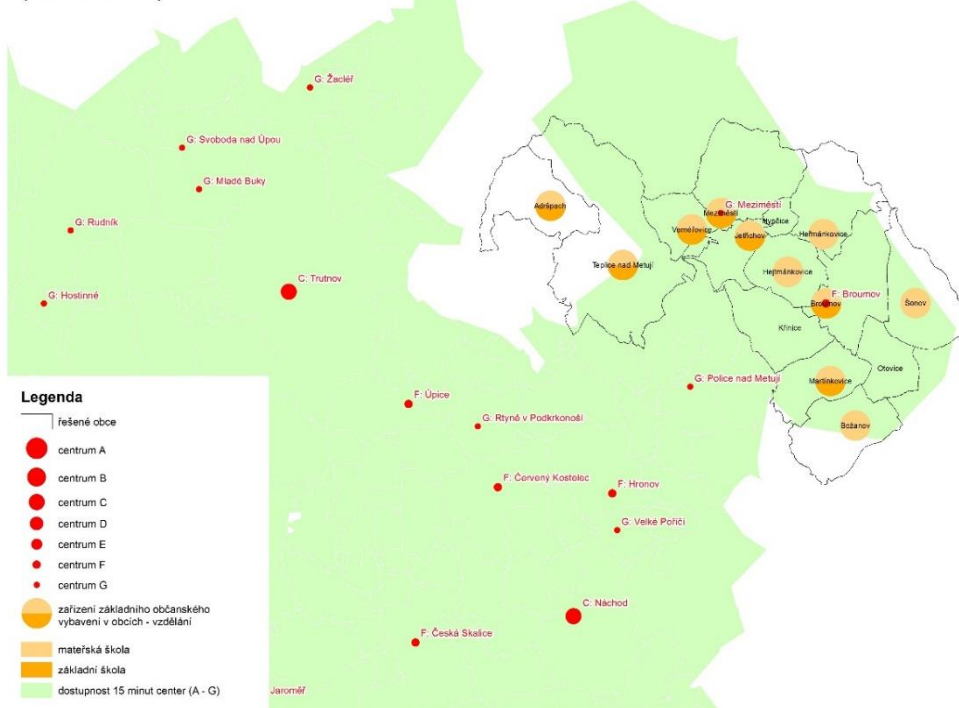 G: Žacléř
G: Svoboda nad Úpou
G: Mladé Buky
G: Rudník
C: Trutnov
G: Hostinné
Adršpach
G: Meziměstí
Meziměstí
Hynčice
Vernéřovice
Jetřichov
Heřmánkovice
Teplice nad Metují
Hejtmánkovice
F: Broumov
Broumov
Šonov
Křinice
Otovice
Martínkovice
G: Police nad Metují
Božanov
F: Úpice
G: Rtyně v Podkrkonoší
F: Červený Kostelec
F: Hronov
G: Velké Poříčí
C: Náchod
F: Česká Skalice
Jaroměř
Legenda
řešené obce
centrum A
centrum B
centrum C
centrum D
centrum E
centrum F
centrum G
zařízení základního občanského
vybavení v obcích - vzdělání
mateřská škola
základní škola
dostupnost 15 minut center (A - G)